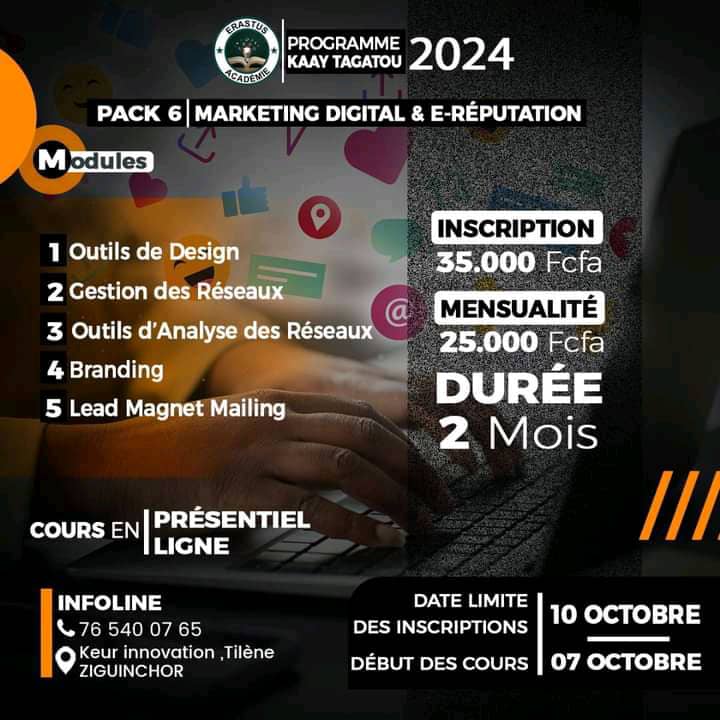 ERASTUS
ACADÉMIE
PROGRAMME
KAAY TAGATOU
2024
PACK 6 | MARKETING DIGITAL & E-RÉPUTATION
Modules
1 Outils de Design
2 Gestion des Réseaux
3 Outils d'Analyse des Réseaux
4 Branding
5 Lead Magnet Mailing
@
INSCRIPTION
35.000 Fcfa
MENSUALITÉ
25.000 Fcfa
DURÉE
2 Mois
COURS EN
PRÉSENTIEL
LIGNE
INFOLINE
76 540 07 65
Keur innovation ,Tilène
ZIGUINCHOR
DATE LIMITE
DES INSCRIPTIONS
10 OCTOBRE
DÉBUT DES COURS
07 OCTOBRE